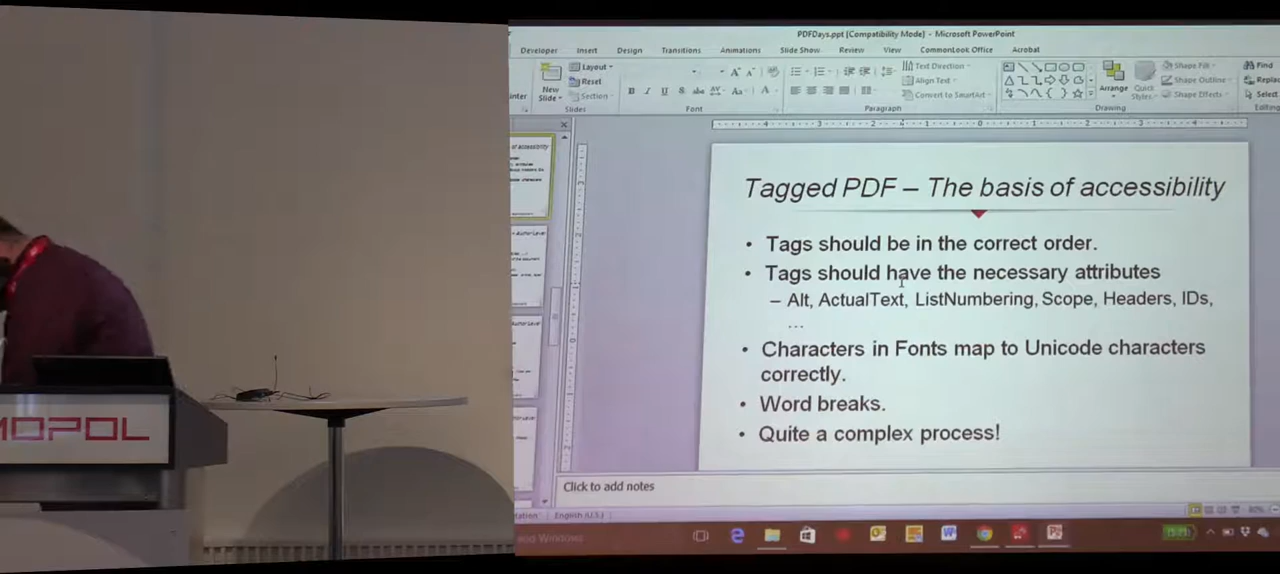 PDFDays.ppt [Compatibility Mode] - Microsoft PowerPoint
Developer Insert Design Transitions Animations Slide Show Review View CommonLook Office Acrobat
New Slide
Layout
Reset
Section
Slides
Font
Text Direction
Align Text
Convert to SmartArt
Paragraph
Arrange
Quick Styles
Shape Fill
Shape Outline
Shape Effects
Drawing
Find
Replac
Select
Editing
Tagged PDF – The basis of accessibility
• Tags should be in the correct order.
• Tags should have the necessary attributes
– Alt, ActualText, ListNumbering, Scope, Headers, IDs,
...
• Characters in Fonts map to Unicode characters
correctly.
• Word breaks.
• Quite a complex process!
Click to add notes
English (U.S.)
MOPOL